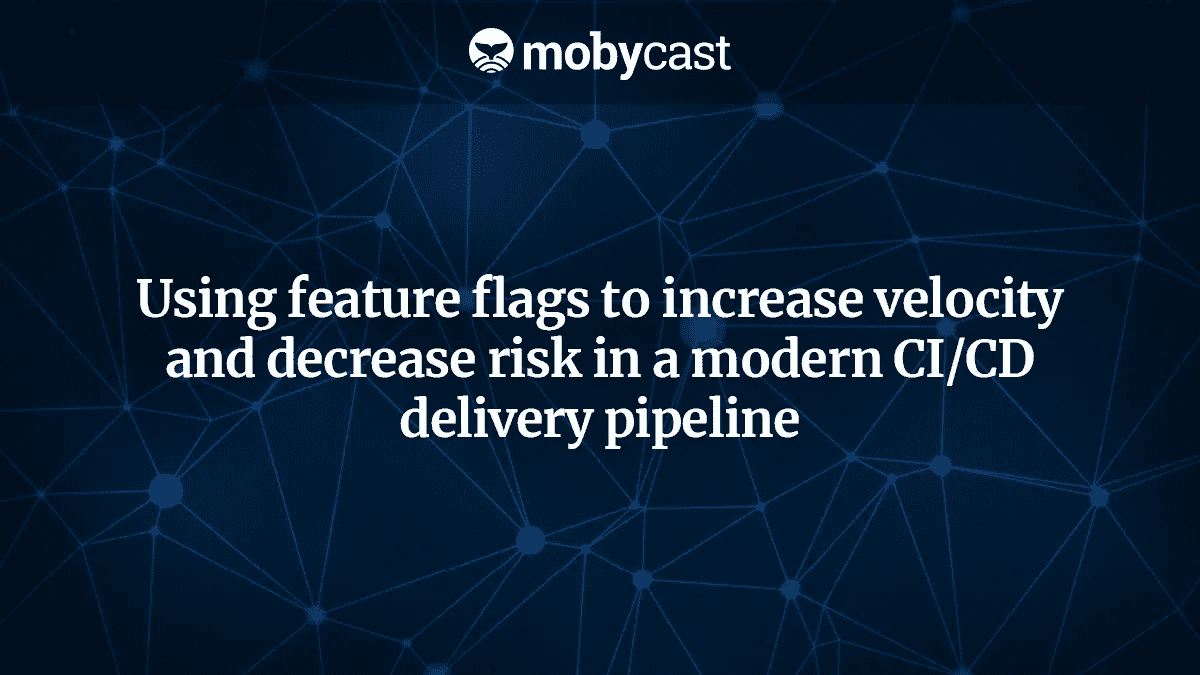 mobycast
Using feature flags to increase velocity
and decrease risk in a modern CI/CD
delivery pipeline